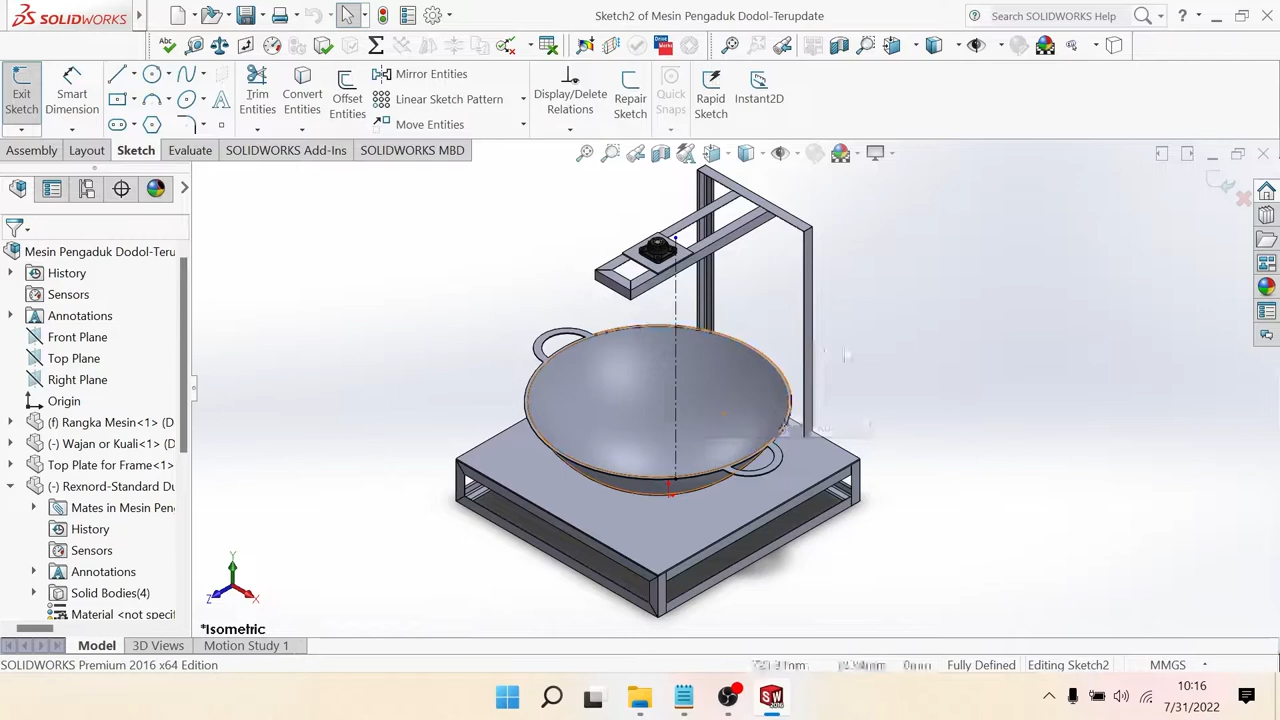 SOLIDWORKS
Sketch2 of Mesin Pengaduk Dodol-Terupdate
Search SOLIDWORKS Help
Exit Sketch
Smart Dimension
Trim Entities
Convert Entities
Offset Entities
Mirror Entities
Linear Sketch Pattern
Move Entities
Display/Delete Relations
Repair Sketch
Quick Snaps
Rapid Sketch
Instant2D
Assembly
Layout
Sketch
Evaluate
SOLIDWORKS Add-Ins
SOLIDWORKS MBD
Mesin Pengaduk Dodol-Teru
History
Sensors
Annotations
Front Plane
Top Plane
Right Plane
Origin
(f) Rangka Mesin<1> (D
(-) Wajan or Kuali<1> (D
Top Plate for Frame<1>
(-) Rexnord-Standard Du
Mates in Mesin Pen
History
Sensors
Annotations
Solid Bodies(4)
Material <not specif
Y
Z
X
*Isometric
Model
3D Views
Motion Study 1
SOLIDWORKS Premium 2016 x64 Edition
Fully Defined
Editing Sketch2
MMGS
10:16
7/31/2022